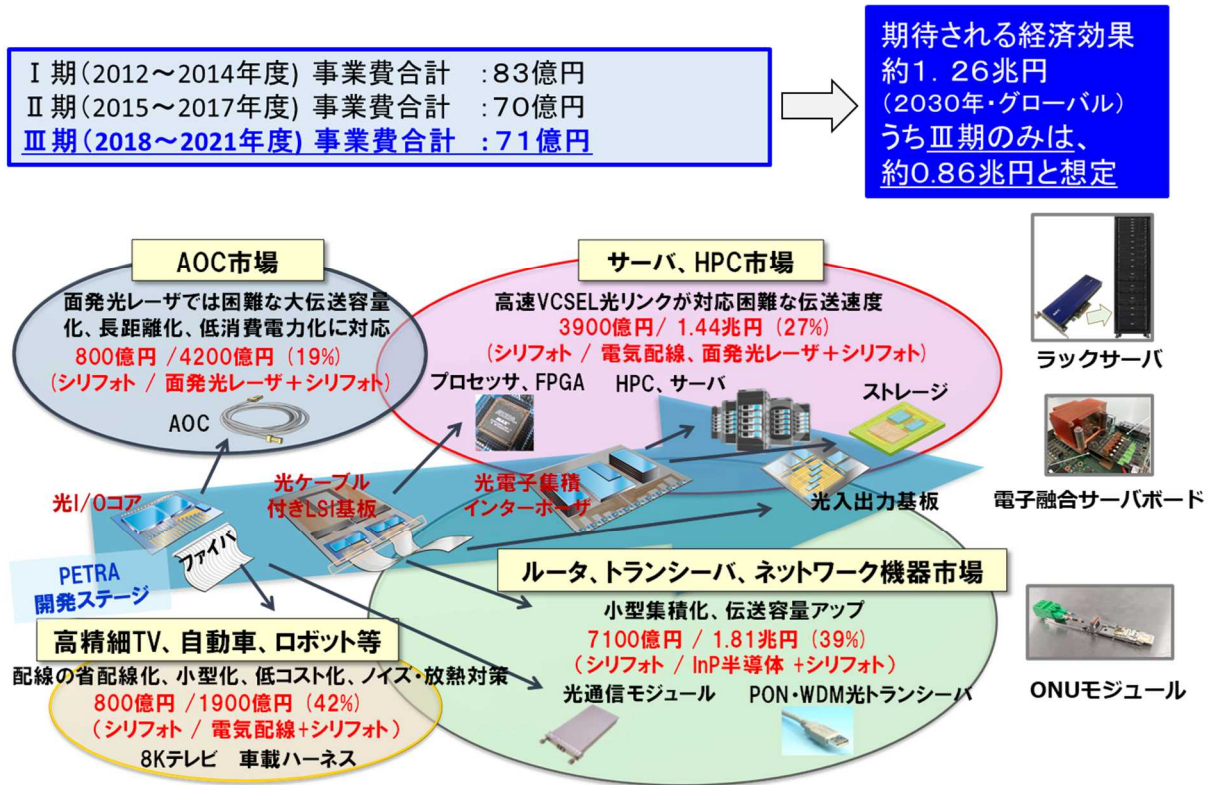 Ⅰ期(2012～2014年度) 事業費合計 :83億円
Ⅱ期(2015～2017年度) 事業費合計 :70億円
Ⅲ期(2018～2021年度) 事業費合計 :71億円
期待される経済効果
約1.26兆円
(2030年・グローバル)
うちⅢ期のみは、
約0.86兆円と想定
AOC市場
面発光レーザでは困難な大伝送容量
化、長距離化、低消費電力化に対応
800億円 /4200億円 (19%)
(シリフォト / 面発光レーザ+シリフォト)
AOC
サーバ、HPC市場
高速VCSEL光リンクが対応困難な伝送速度
3900億円/ 1.44兆円 (27%)
(シリフォト / 電気配線、面発光レーザ+シリフォト)
プロセッサ、FPGA
HPC、サーバ
ストレージ
ラックサーバ
光I/Oコア
ファイバ
光ケーブル
付きLSI基板
光電子集積
インターポーザ
光入出力基板
電子融合サーバボード
PETRA
開発ステージ
ルータ、トランシーバ、ネットワーク機器市場
小型集積化、伝送容量アップ
7100億円 / 1.81兆円 (39%)
(シリフォト / InP半導体 +シリフォト)
光通信モジュール
PON・WDM光トランシーバ
ONUモジュール
高精細TV、自動車、ロボット等
配線の省配線化、小型化、低コスト化、ノイズ・放熱対策
800億円 /1900億円 (42%)
(シリフォト / 電気配線+シリフォト)
8Kテレビ 車載ハーネス